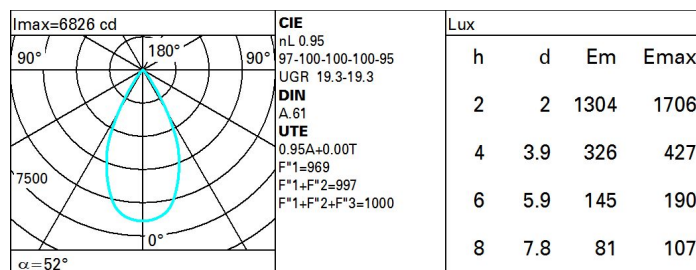 Imax=6826 cd
90°
180°
90°
7500
0°
α=52°
CIE
nL 0.95
97-100-100-100-95
UGR 19.3-19.3
DIN
A.61
UTE
0.95A+0.00T
F"1=969
F"1+F"2=997
F"1+F"2+F"3=1000
Lux
h d Em Emax
2 2 1304 1706
4 3.9 326 427
6 5.9 145 190
8 7.8 81 107